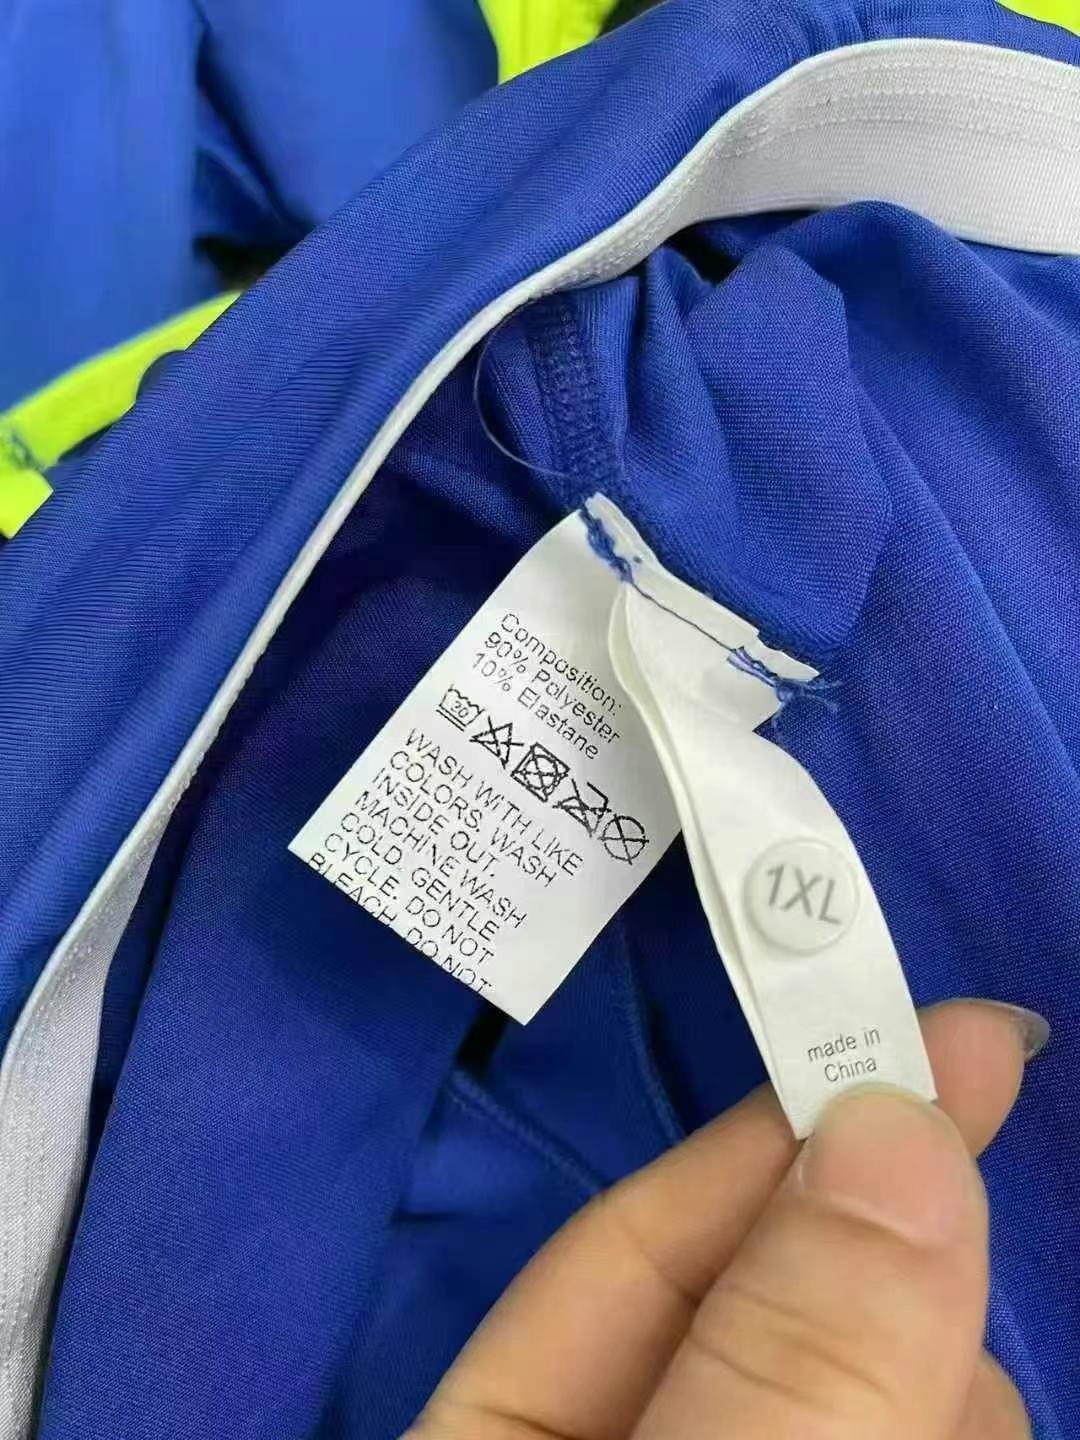 Composition:
90% Polyester
10% Elastane
30
WASH WITH LIKE
COLORS, WASH
INSIDE OUT,
MACHINE WASH
COLD, GENTLE
CYCLE, DO NOT
BLEACH, DO NOT
1XL
made in
China